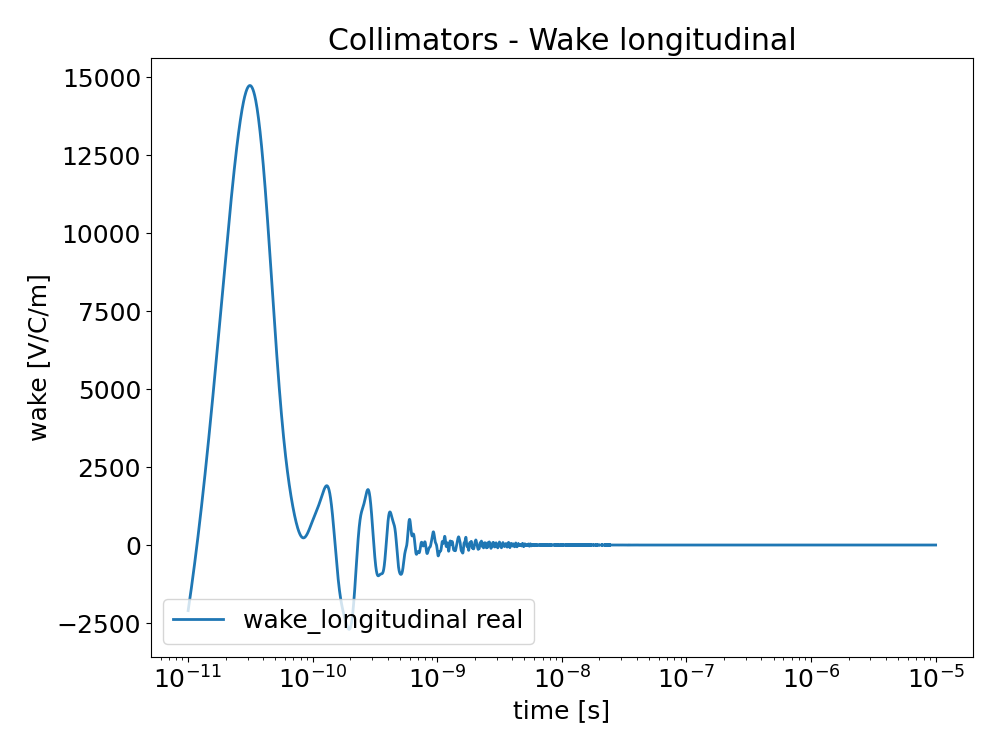 Collimators - Wake longitudinal
wake [V/C/m]
15000
12500
10000
7500
5000
2500
0
−2500
wake_longitudinal real
10⁻¹¹ 10⁻¹⁰ 10⁻⁹ 10⁻⁸ 10⁻⁷ 10⁻⁶ 10⁻⁵
time [s]